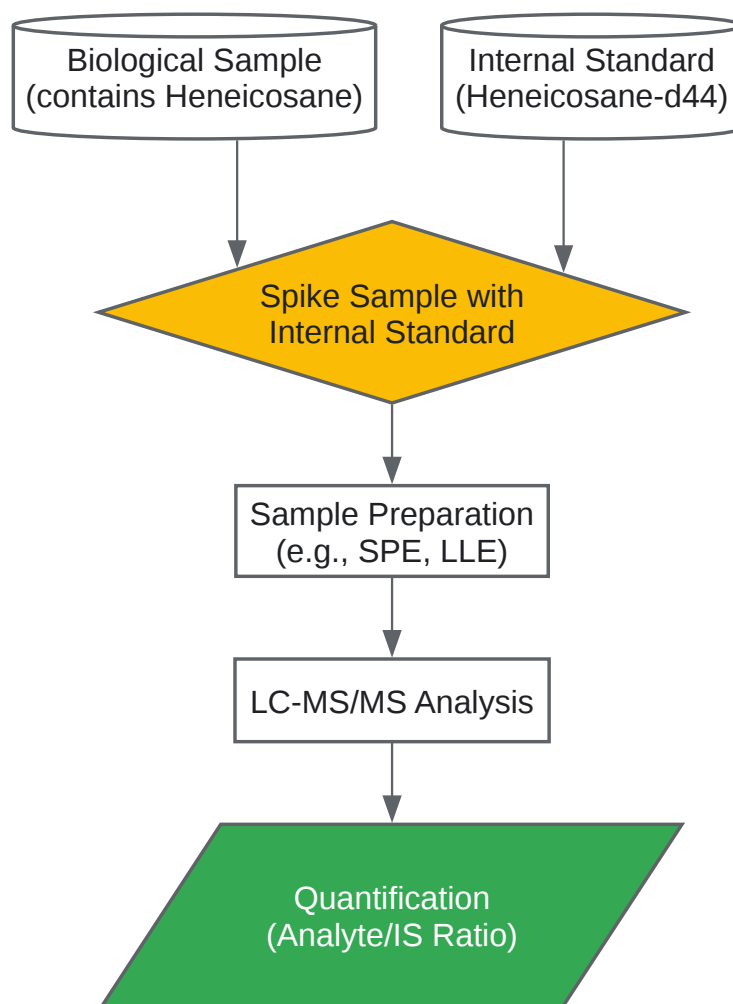 Biological Sample
(contains Heneicosane)
Internal Standard
(Heneicosane-d44)
Spike Sample with
Internal Standard
Sample Preparation
(e.g., SPE, LLE)
LC-MS/MS Analysis
Quantification
(Analyte/IS Ratio)